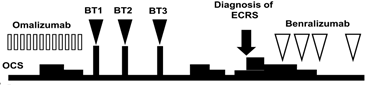 Diagnosis of
ECRS
Omalizumab BT1 BT2 BT3 Benralizumab
OCS